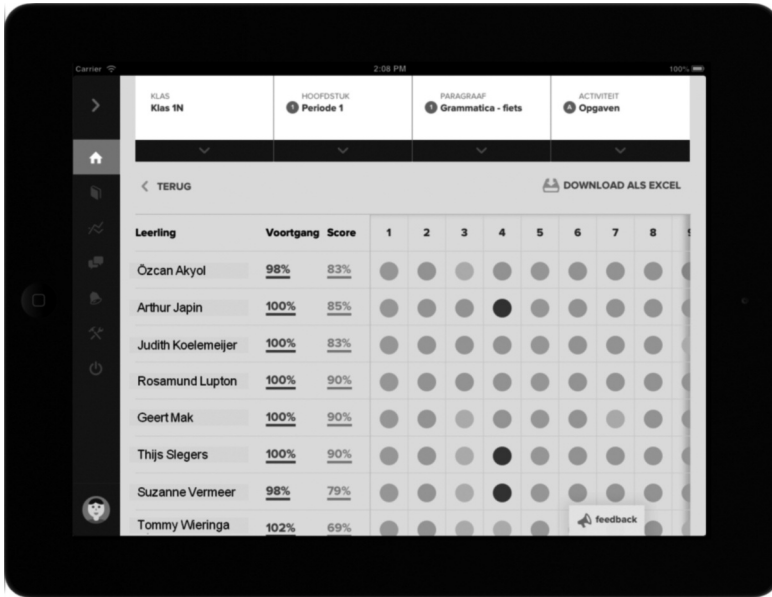 Carrier 2:08 PM 100%
KLAS HOOFDSTUK PARAGRAAF ACTIVITEIT
Klas 1N 1 Periode 1 1 Grammatica - fiets A Opgaven
TERUG DOWNLOAD ALS EXCEL
Leerling Voortgang Score 1 2 3 4 5 6 7 8
Özcan Akyol 98% 83%
Arthur Japin 100% 85%
Judith Koelemeijer 100% 83%
Rosamund Lupton 100% 90%
Geert Mak 100% 90%
Thijs Slegers 100% 90%
Suzanne Vermeer 98% 79%
feedback
Tommy Wieringa 102% 69%